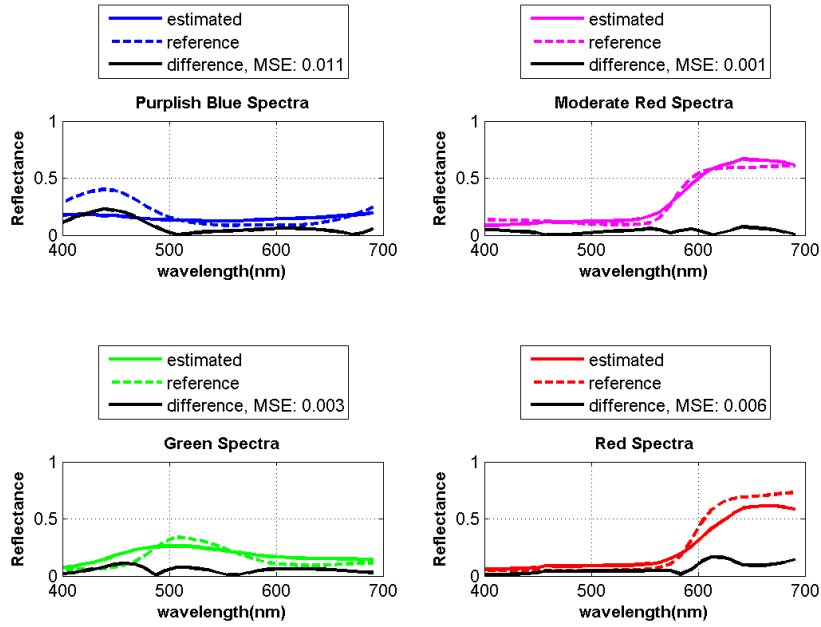 estimated
reference
difference, MSE: 0.011
Purplish Blue Spectra
1
0.5
0
Reflectance
400
500
600
700
wavelength(nm)
estimated
reference
difference, MSE: 0.001
Moderate Red Spectra
1
0.5
0
Reflectance
400
500
600
700
wavelength(nm)
estimated
reference
difference, MSE: 0.003
Green Spectra
1
0.5
0
Reflectance
400
500
600
700
wavelength(nm)
estimated
reference
difference, MSE: 0.006
Red Spectra
1
0.5
0
Reflectance
400
500
600
700
wavelength(nm)